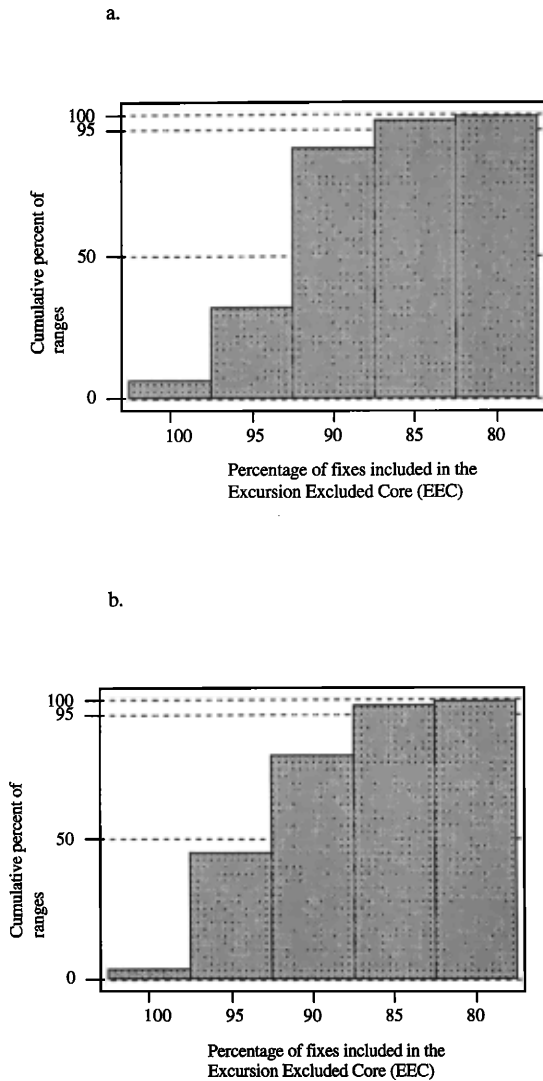 a.
100
95
50
0
Cumulative percent of
ranges
100 95 90 85 80
Percentage of fixes included in the
Excursion Excluded Core (EEC)
b.
100
95
50
0
Cumulative percent of
ranges
100 95 90 85 80
Percentage of fixes included in the
Excursion Excluded Core (EEC)